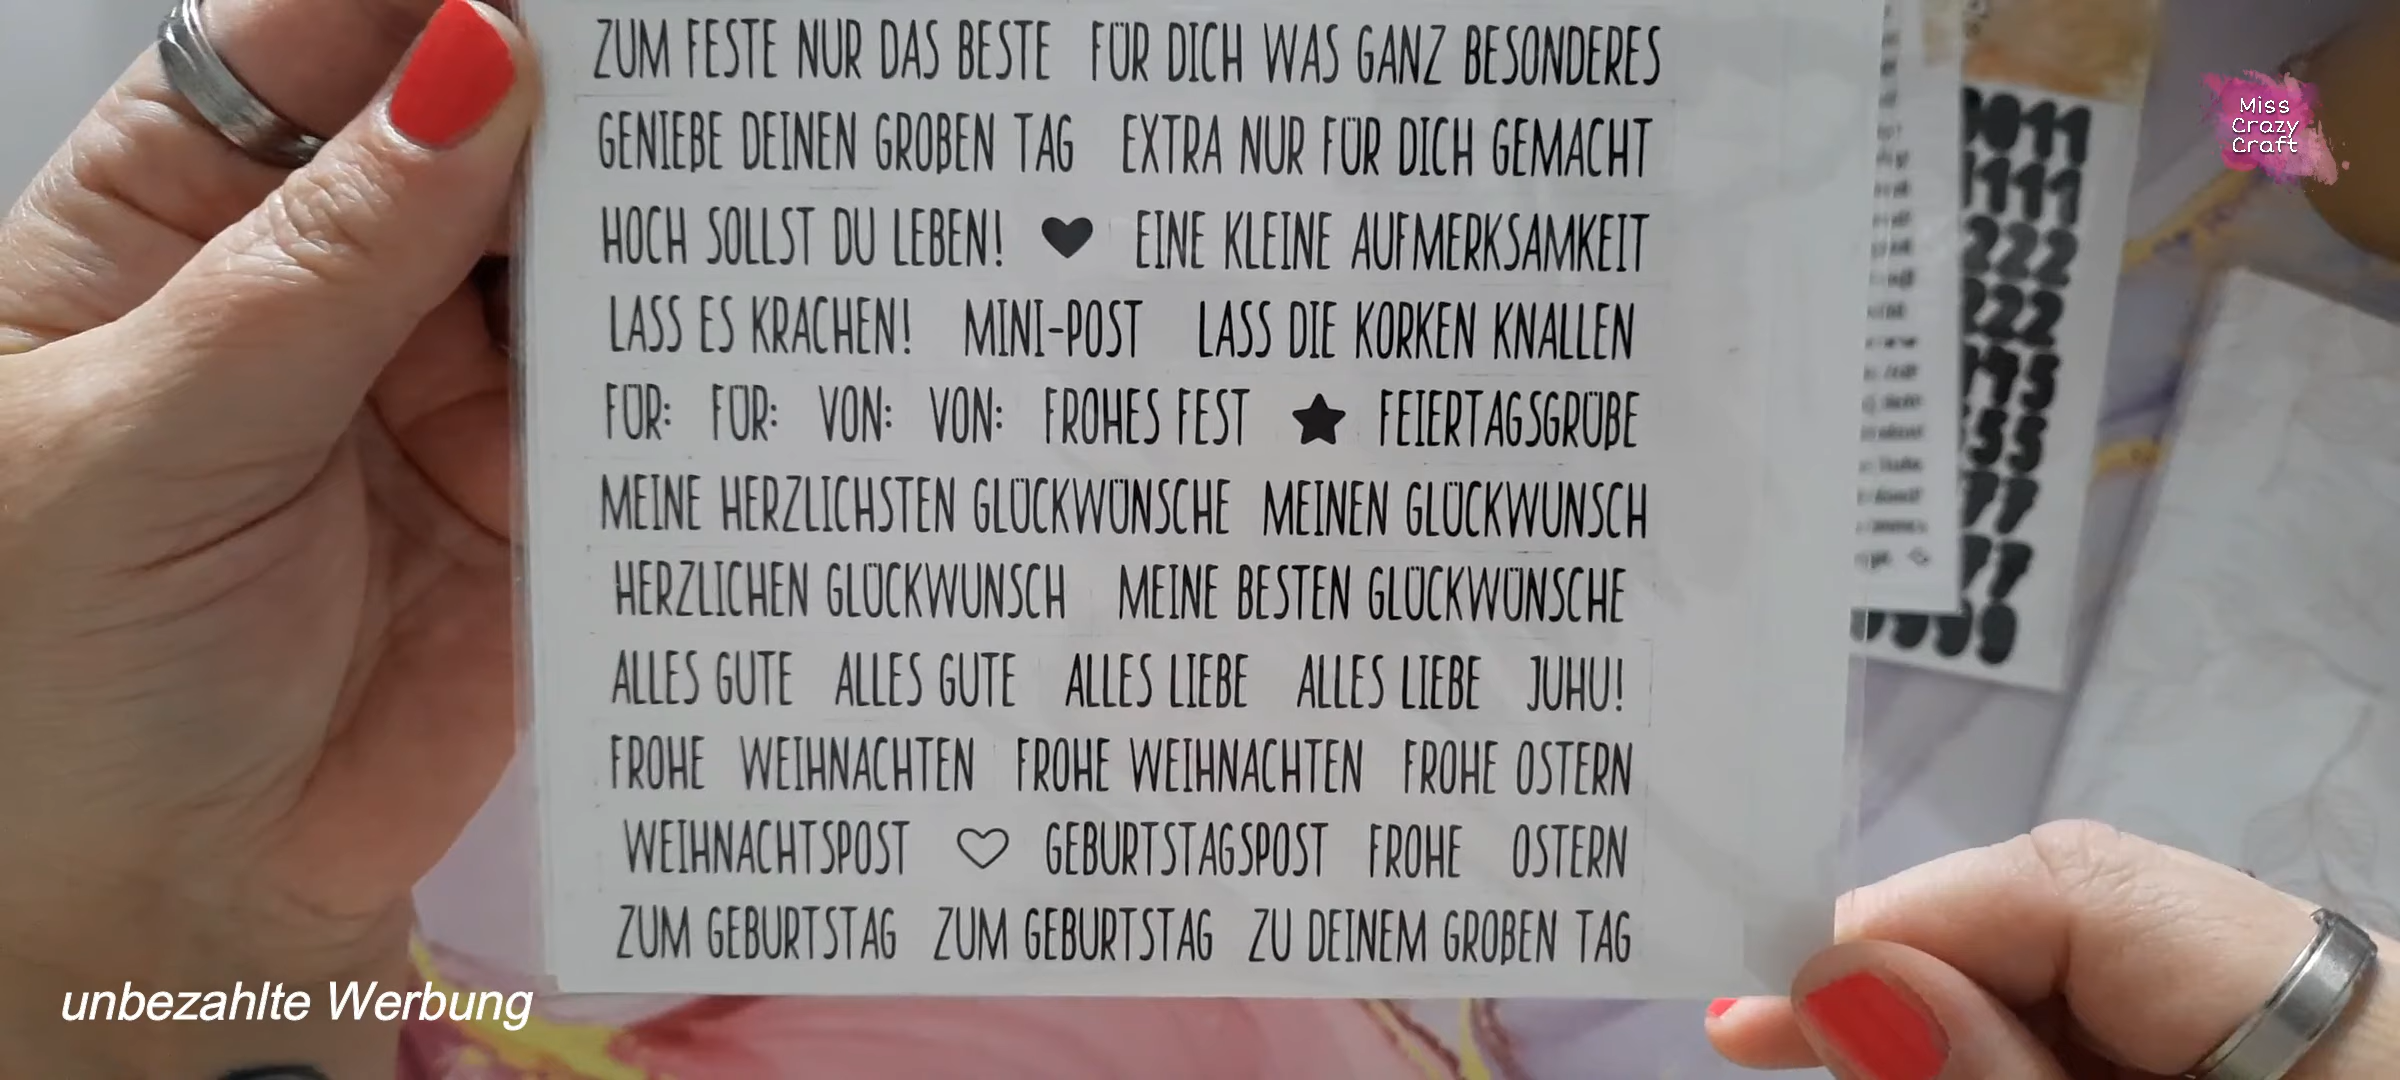 ZUM FESTE NUR DAS BESTE FÜR DICH WAS GANZ BESONDERES
GENIEßE DEINEN GROßEN TAG EXTRA NUR FÜR DICH GEMACHT
HOCH SOLLST DU LEBEN! EINE KLEINE AUFMERKSAMKEIT
LASS ES KRACHEN! MINI-POST LASS DIE KORKEN KNALLEN
FÜR: FÜR: VON: VON: FROHES FEST FEIERTAGSGRÜßE
MEINE HERZLICHSTEN GLÜCKWÜNSCHE MEINEN GLÜCKWUNSCH
HERZLICHEN GLÜCKWUNSCH MEINE BESTEN GLÜCKWÜNSCHE
ALLES GUTE ALLES GUTE ALLES LIEBE ALLES LIEBE JUHU!
FROHE WEIHNACHTEN FROHE WEIHNACHTEN FROHE OSTERN
WEIHNACHTSPOST GEBURTSTAGSPOST FROHE OSTERN
ZUM GEBURTSTAG ZUM GEBURTSTAG ZU DEINEM GROßEN TAG
Miss
Crazy
Craft
unbezahlte Werbung